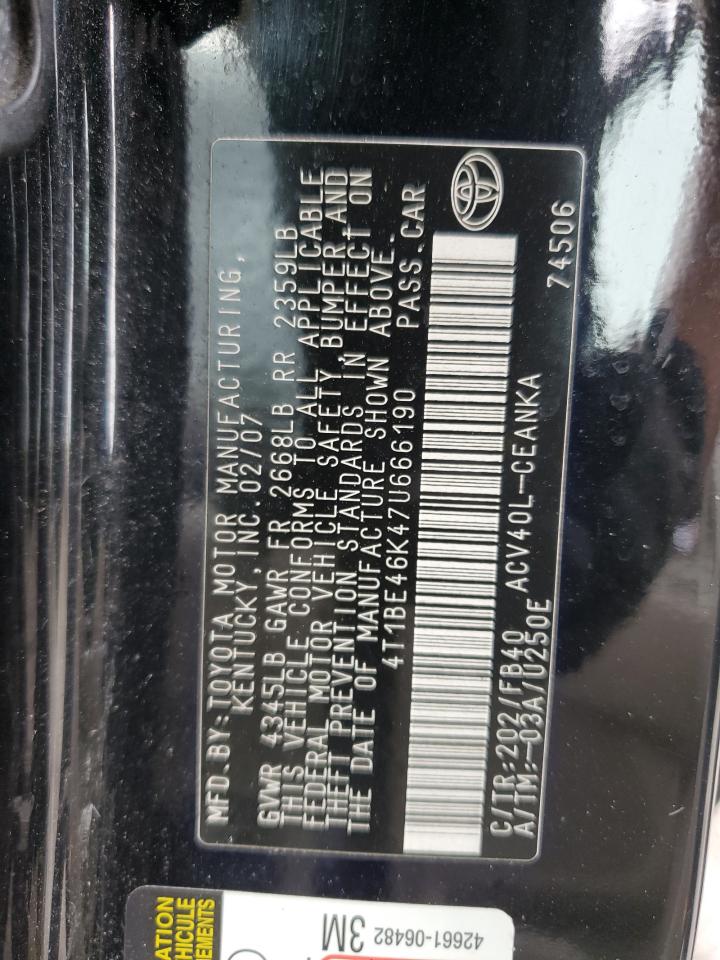 MFD.BY:TOYOTA MOTOR MANUFACTURING,
KENTUCKY,INC.02/07
GVWR 4345LB GAWR FR 2668LB RR 2359LB
THIS VEHICLE CONFORMS TO ALL APPLICABLE
FEDERAL MOTOR VEHICLE SAFETY,BUMPER,AND
THEFT PREVENTION STANDARDS IN EFFECT ON
THE DATE OF MANUFACTURE SHOWN ABOVE.
4T1BE46K47U666190 PASS.CAR
C/TR:202/FB40 ACV40L-CEANKA 74506
A/TM:-03A/U250E
3M 42661-06482